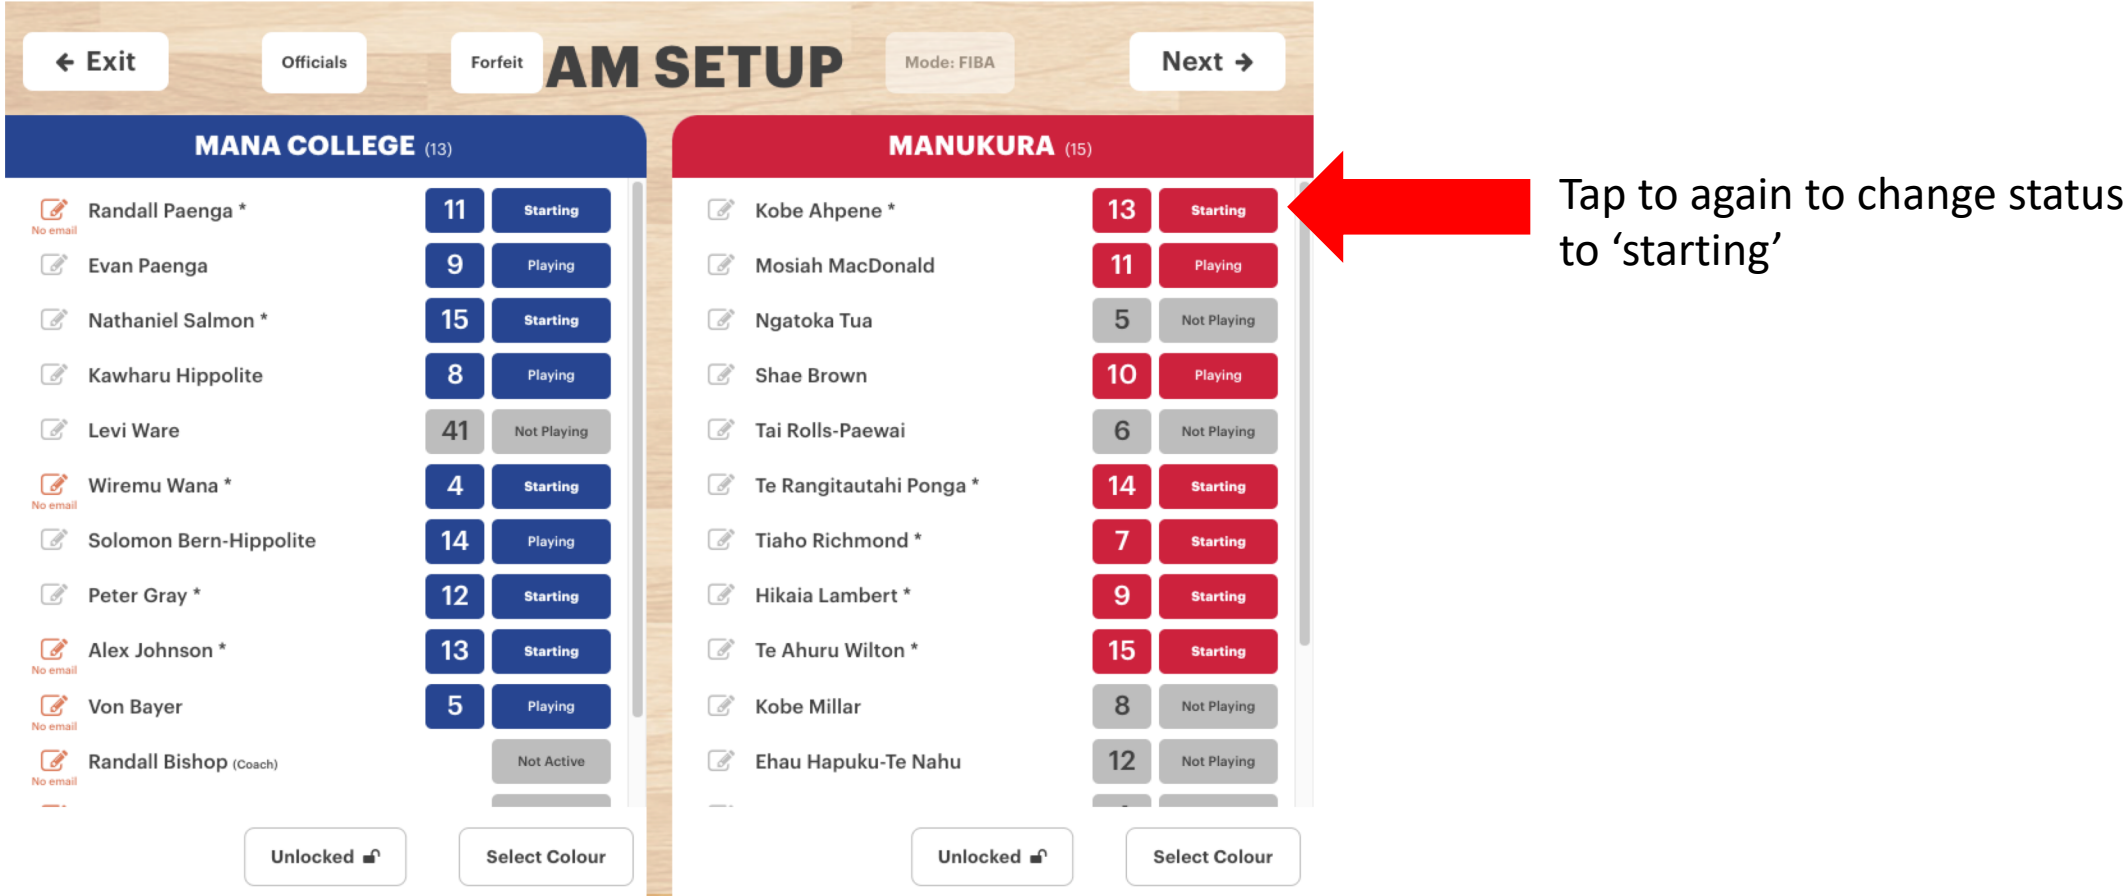 ← Exit
Officials
Forfeit
AM SETUP
Mode: FIBA
Next →
MANA COLLEGE (13)
Randall Paenga * 11 Starting
No email
Evan Paenga 9 Playing
Nathaniel Salmon * 15 Starting
Kawharu Hippolite 8 Playing
Levi Ware 41 Not Playing
Wiremu Wana * 4 Starting
No email
Solomon Bern-Hippolite 14 Playing
Peter Gray * 12 Starting
Alex Johnson * 13 Starting
No email
Von Bayer 5 Playing
No email
Randall Bishop (Coach) Not Active
No email
Unlocked
Select Colour
MANUKURA (15)
Kobe Ahpene * 13 Starting
Mosiah MacDonald 11 Playing
Ngatoka Tua 5 Not Playing
Shae Brown 10 Playing
Tai Rolls-Paewai 6 Not Playing
Te Rangitautahi Ponga * 14 Starting
Tiaho Richmond * 7 Starting
Hikaia Lambert * 9 Starting
Te Ahuru Wilton * 15 Starting
Kobe Millar 8 Not Playing
Ehau Hapuku-Te Nahu 12 Not Playing
Unlocked
Select Colour
Tap to again to change status
to ‘starting’